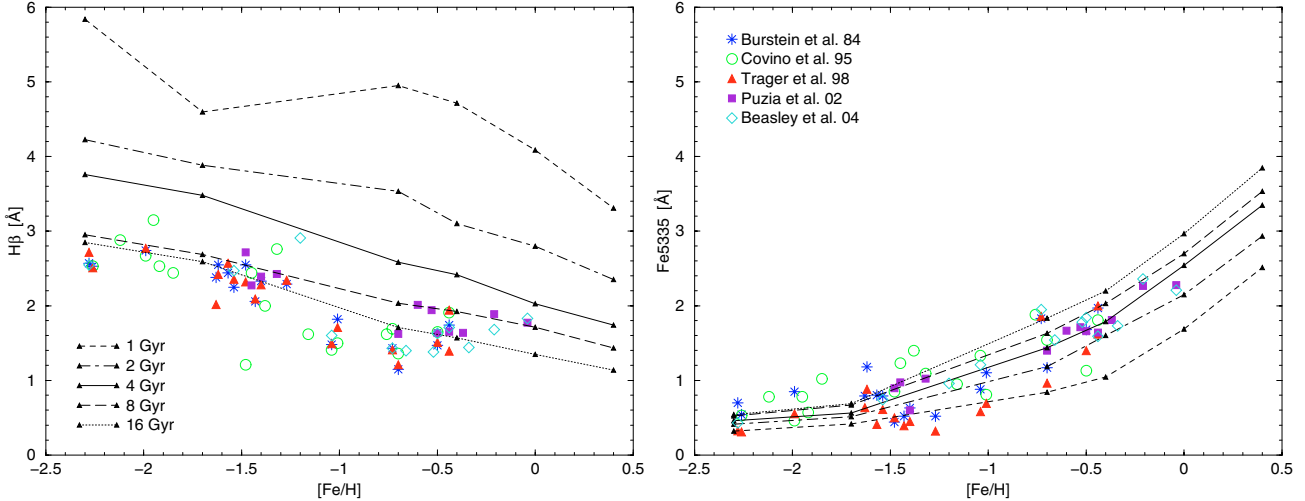 6
5
4
3
2
1
0
Hβ [Å]
1 Gyr
2 Gyr
4 Gyr
8 Gyr
16 Gyr
−2.5 −2 −1.5 −1 −0.5 0 0.5
[Fe/H]
6
5
4
3
2
1
0
Fe5335 [Å]
Burstein et al. 84
Covino et al. 95
Trager et al. 98
Puzia et al. 02
Beasley et al. 04
−2.5 −2 −1.5 −1 −0.5 0 0.5
[Fe/H]